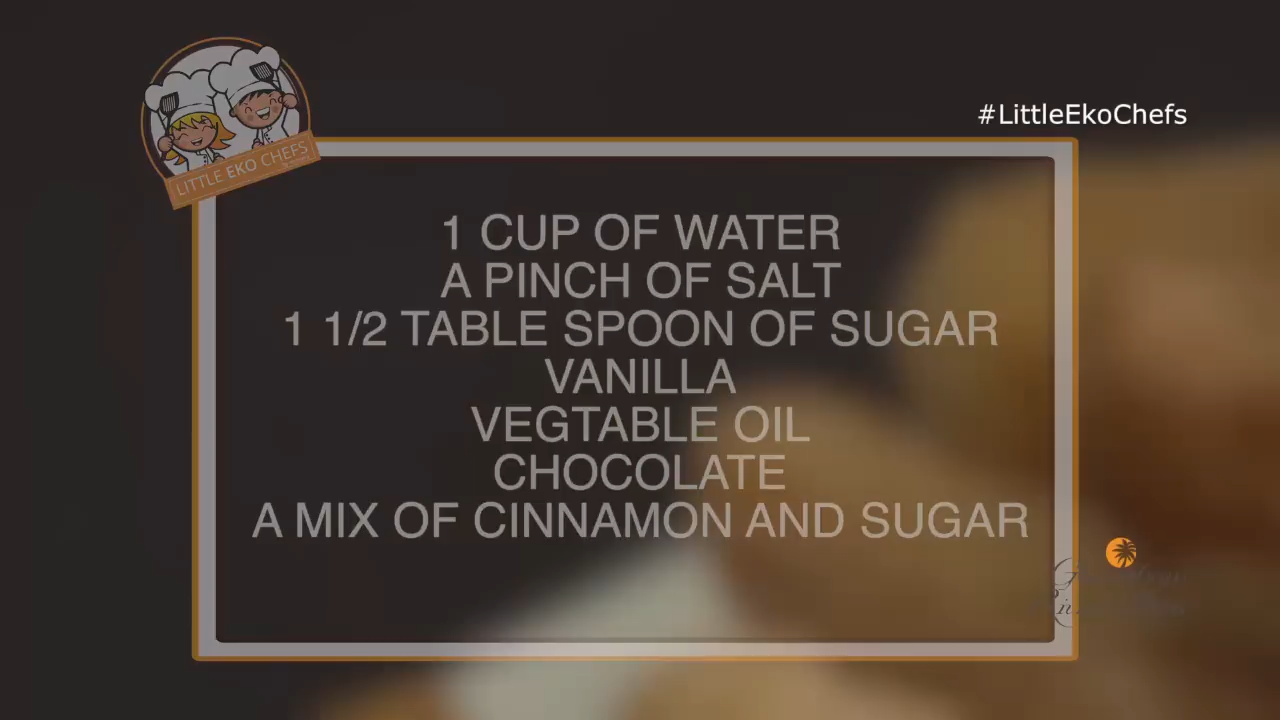 #LittleEkoChefs
LITTLE EKO CHEFS
1 CUP OF WATER
A PINCH OF SALT
1 1/2 TABLE SPOON OF SUGAR
VANILLA
VEGTABLE OIL
CHOCOLATE
A MIX OF CINNAMON AND SUGAR